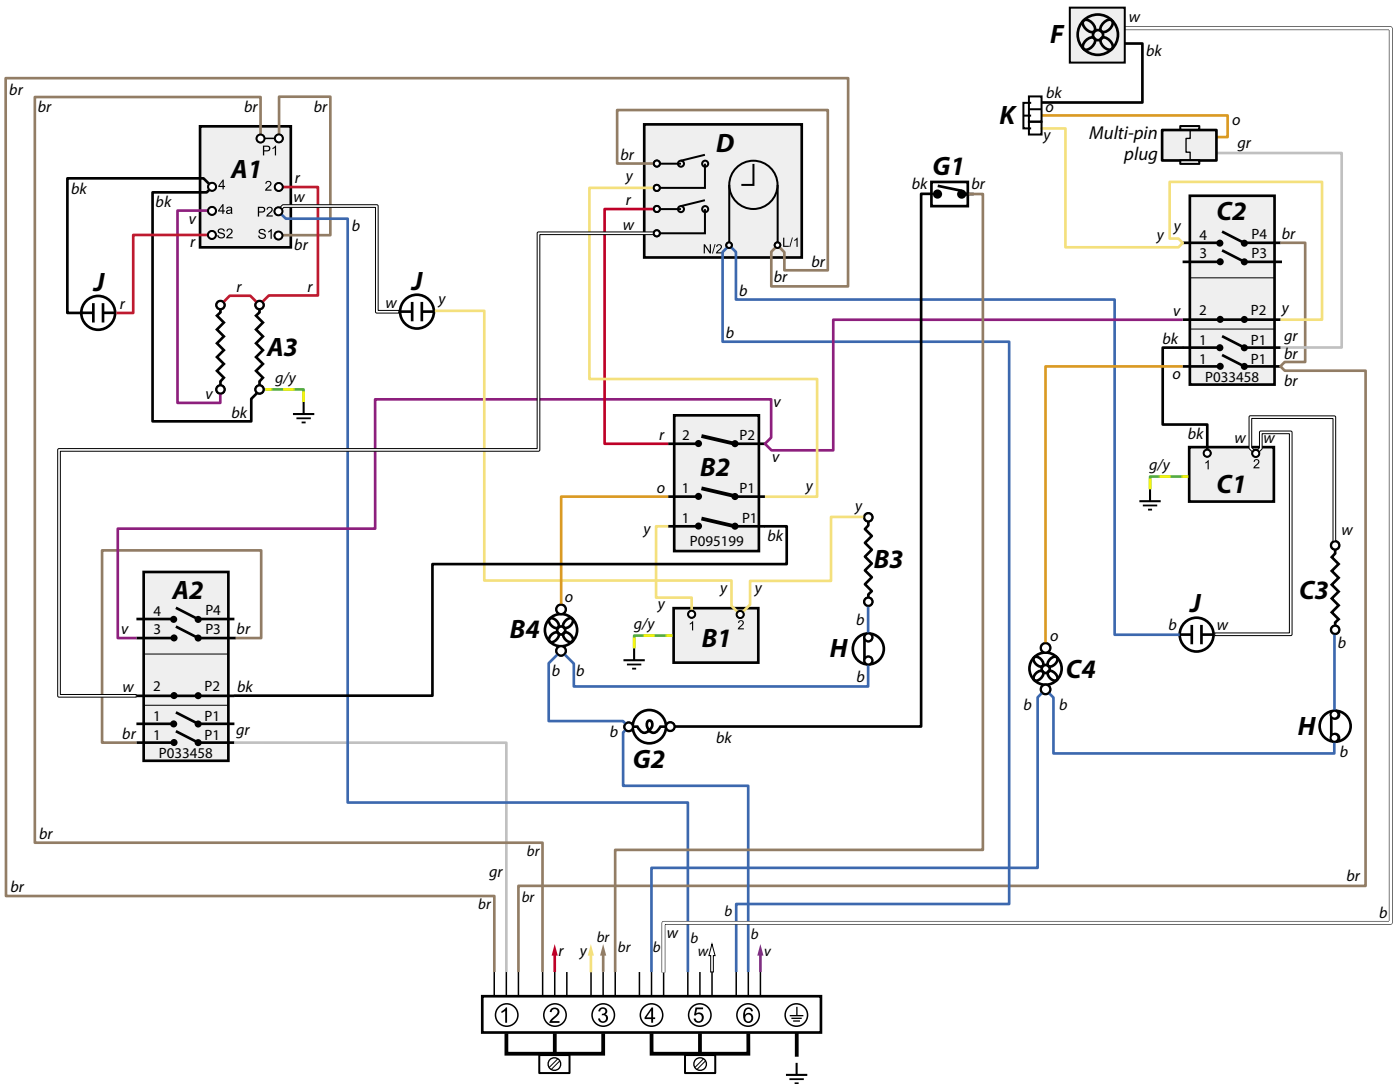 F
w
bk
br
br
br
br
br
bk
o
K
y
Multi-pin
plug
o
gr
P1
A1
D
G1
bk
br
br
bk
4
2
r
y
C2
bk
w
r
w
4a
P2
v
b
S2
S1
r
br
N/2
L/1
br
br
y
y
4
P4
br
3
P3
J
r
J
w
y
r
r
b
b
v
2
P2
y
A3
bk
1
P1
gr
br
o
1
P1
br
P033458
g/y
v
bk
v
r
2
P2
v
B2
bk
w
w
1
2
g/y
C1
o
1
P1
y
y
1
P1
bk
P095199
y
B3
w
A2
4
P4
v
3
P3
br
C3
y
y
y
o
1
2
B1
g/y
B4
b
H
b
b
b
J
b
w
o
C4
b
b
b
H
b
w
2
P2
bk
1
P1
br
1
P1
gr
P033458
b
G2
bk
br
br
gr
br
br
br
br
b
br
r
y
br
br
b
w
b
w
b
b
v
1
2
3
4
5
6